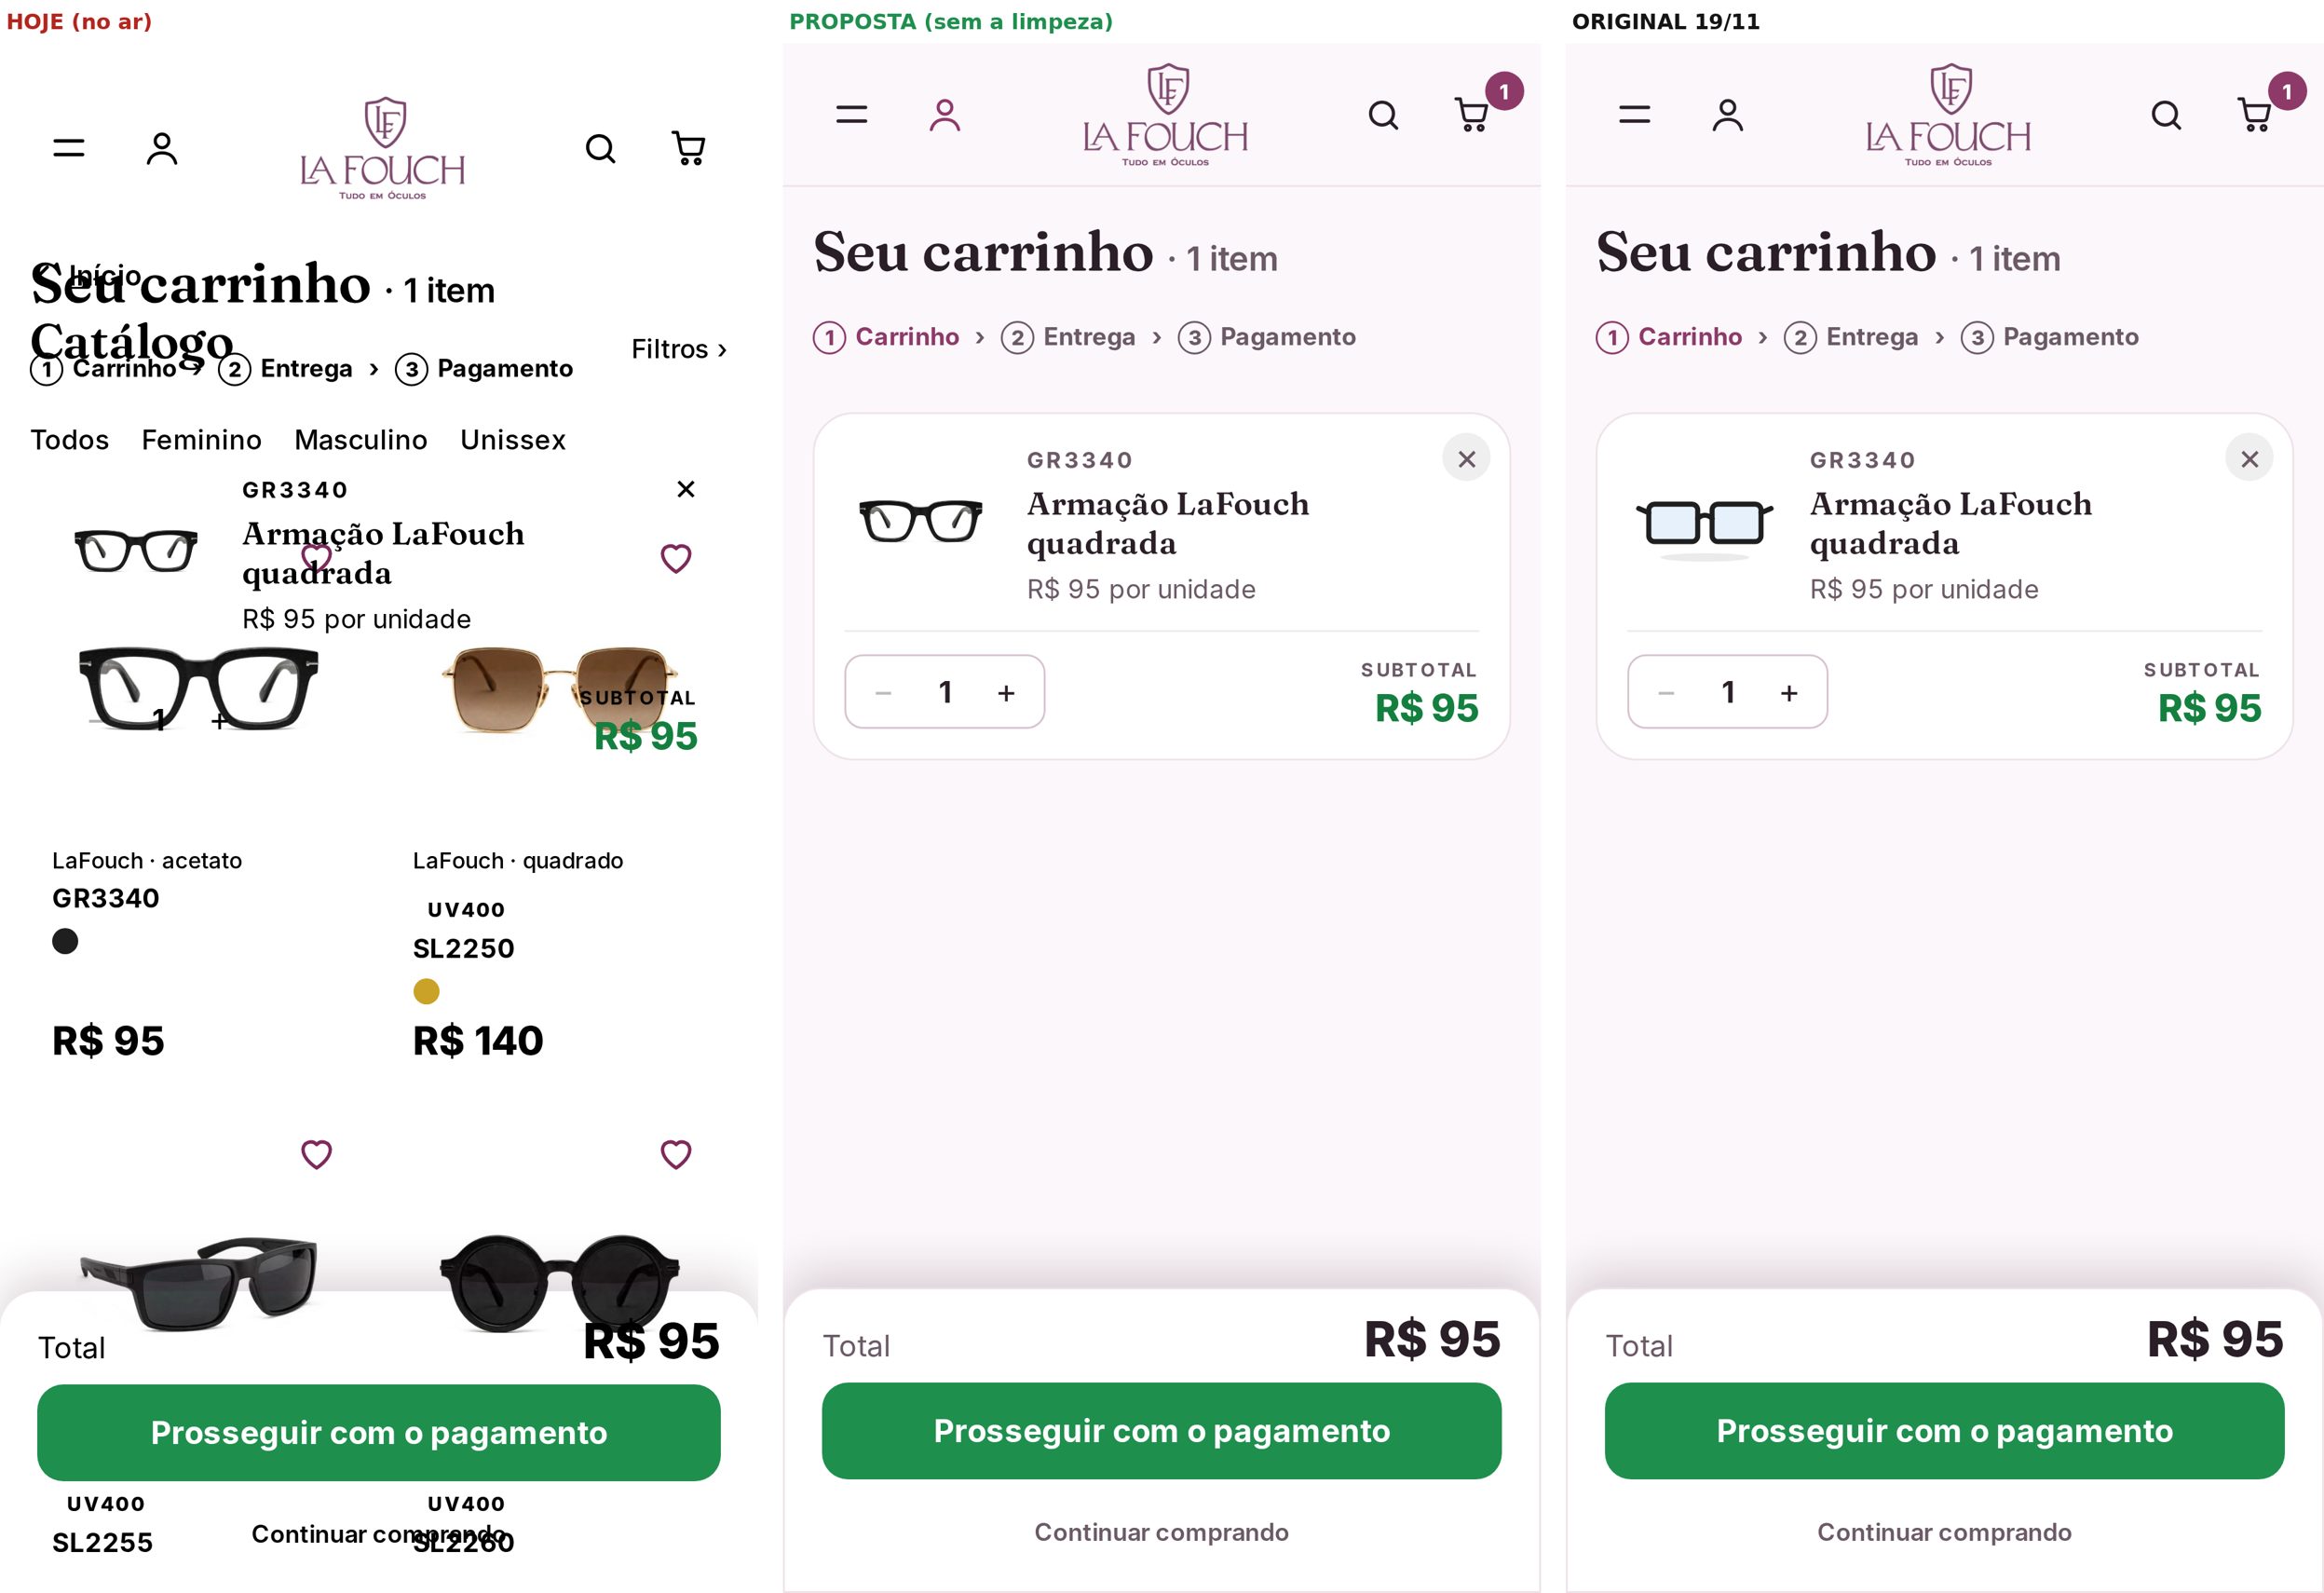 HOJE (no ar)
LF
LA FOUCH
TUDO EM ÓCULOS
Início
Seu carrinho · 1 item
Catálogo
Filtros ›
1 Carrinho › 2 Entrega › 3 Pagamento
Todos Feminino Masculino Unissex
GR3340 ×
Armação LaFouch
quadrada
R$ 95 por unidade
SUBTOTAL
− 1 +
R$ 95
LaFouch · acetato
GR3340
R$ 95
LaFouch · quadrado
UV400
SL2250
R$ 140
Total R$ 95
Prosseguir com o pagamento
UV400
SL2255
UV400
SL2260
Continuar comprando
PROPOSTA (sem a limpeza)
1
LF
LA FOUCH
TUDO EM ÓCULOS
Seu carrinho · 1 item
1 Carrinho › 2 Entrega › 3 Pagamento
GR3340 ×
Armação LaFouch
quadrada
R$ 95 por unidade
− 1 +
SUBTOTAL
R$ 95
Total R$ 95
Prosseguir com o pagamento
Continuar comprando
ORIGINAL 19/11
1
LF
LA FOUCH
TUDO EM ÓCULOS
Seu carrinho · 1 item
1 Carrinho › 2 Entrega › 3 Pagamento
GR3340 ×
Armação LaFouch
quadrada
R$ 95 por unidade
− 1 +
SUBTOTAL
R$ 95
Total R$ 95
Prosseguir com o pagamento
Continuar comprando